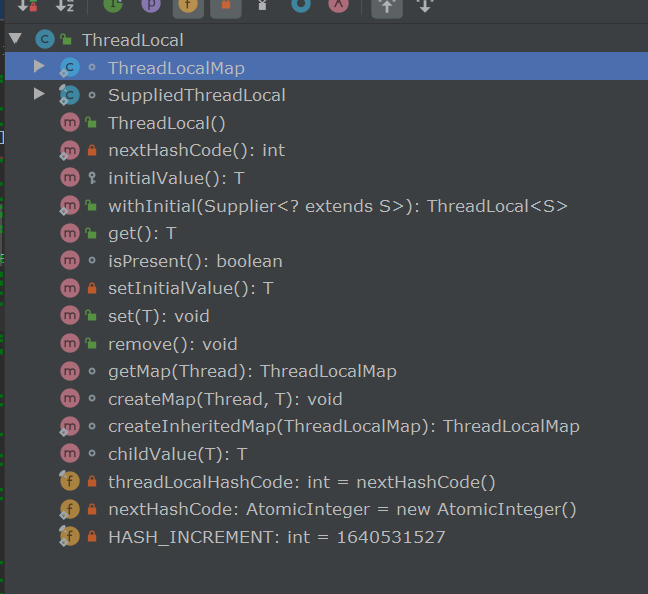 ThreadLocal
ThreadLocalMap
SuppliedThreadLocal
ThreadLocal()
nextHashCode(): int
initialValue(): T
withInitial(Supplier<? extends S>): ThreadLocal<S>
get(): T
isPresent(): boolean
setInitialValue(): T
set(T): void
remove(): void
getMap(Thread): ThreadLocalMap
createMap(Thread, T): void
createInheritedMap(ThreadLocalMap): ThreadLocalMap
childValue(T): T
threadLocalHashCode: int = nextHashCode()
nextHashCode: AtomicInteger = new AtomicInteger()
HASH_INCREMENT: int = 1640531527